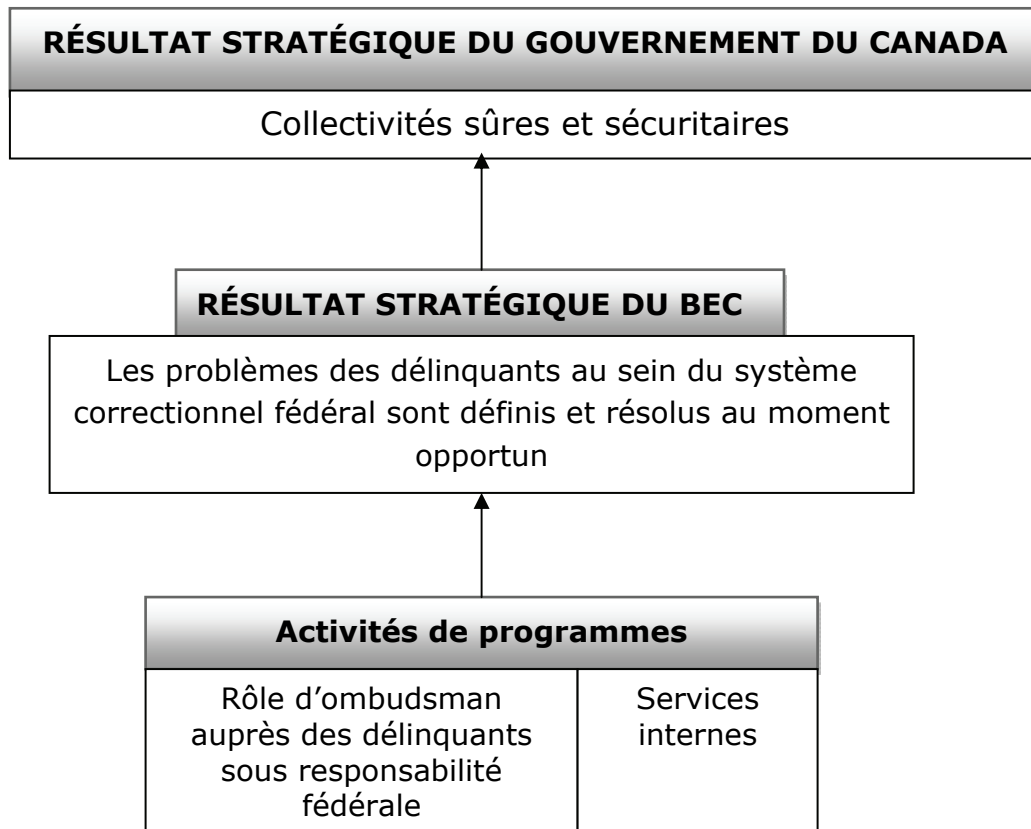 RÉSULTAT STRATÉGIQUE DU GOUVERNEMENT DU CANADA
Collectivités sûres et sécuritaires
RÉSULTAT STRATÉGIQUE DU BEC
Les problèmes des délinquants au sein du système
correctionnel fédéral sont définis et résolus au moment
opportun
Activités de programmes
Rôle d’ombudsman
auprès des délinquants
sous responsabilité
fédérale
Services
internes